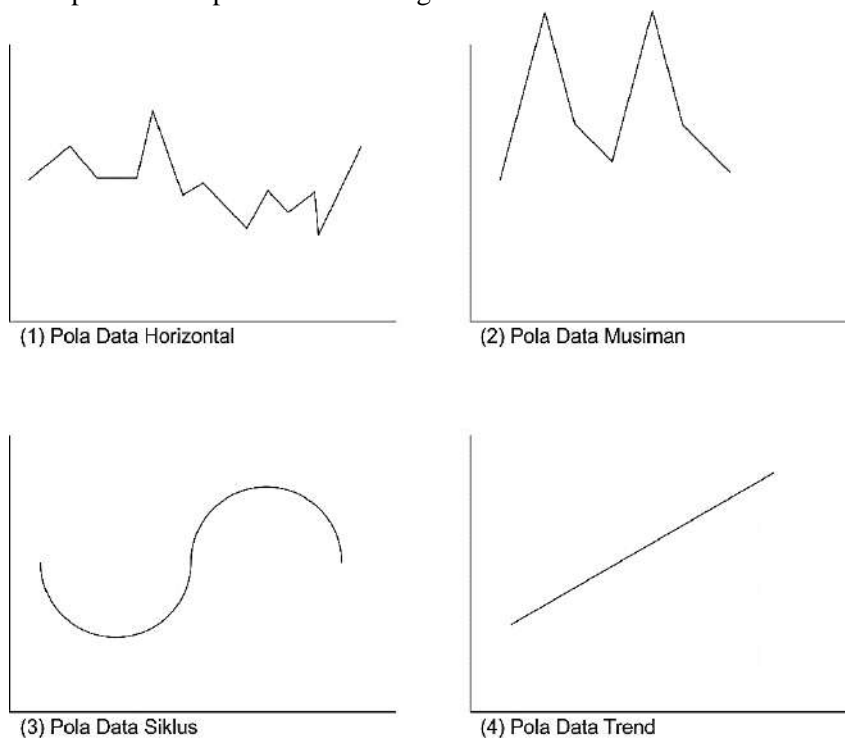 (1) Pola Data Horizontal
(2) Pola Data Musiman
(3) Pola Data Siklus
(4) Pola Data Trend